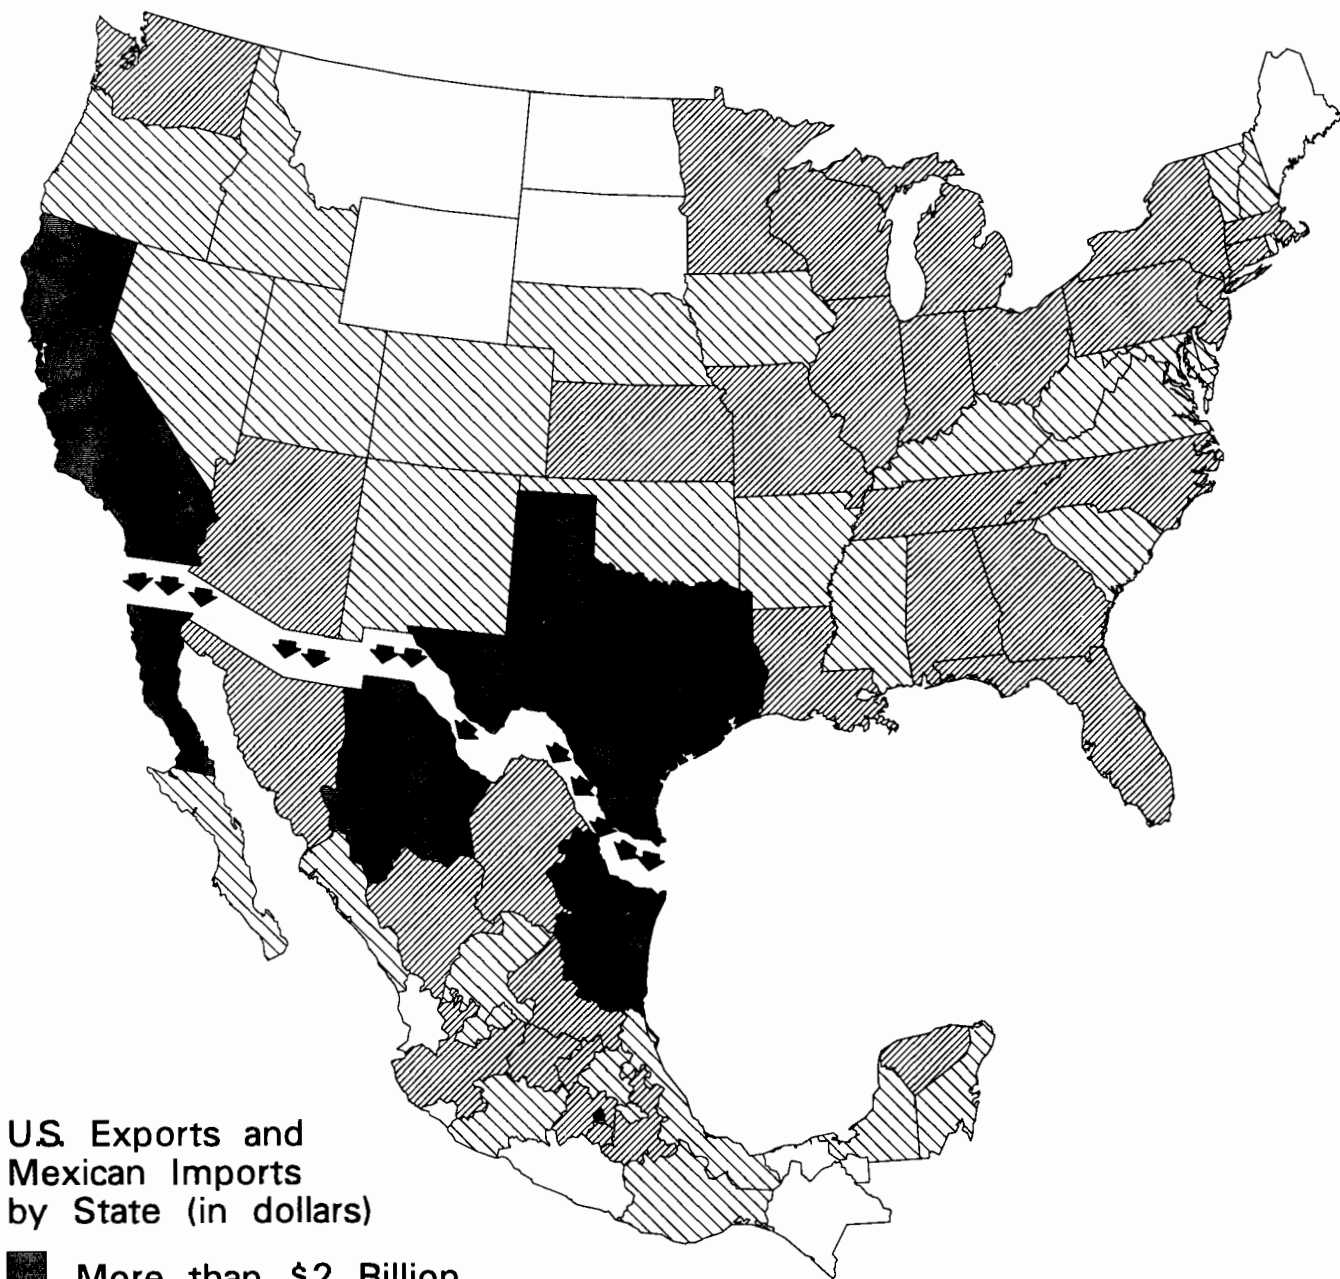 U.S. Exports and
Mexican Imports
by State (in dollars)
More than $2 Billion